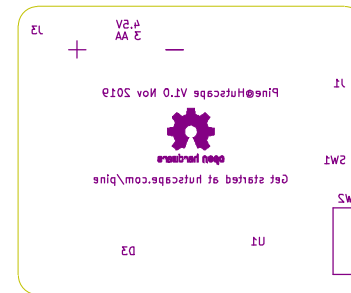 J3
4.5V
3 AA
+ −
Pine@Hutscape V1.0 Nov 2019
J1
open hardware
SW1
Get started at hutscape.com/pine
SW2
U1
D3